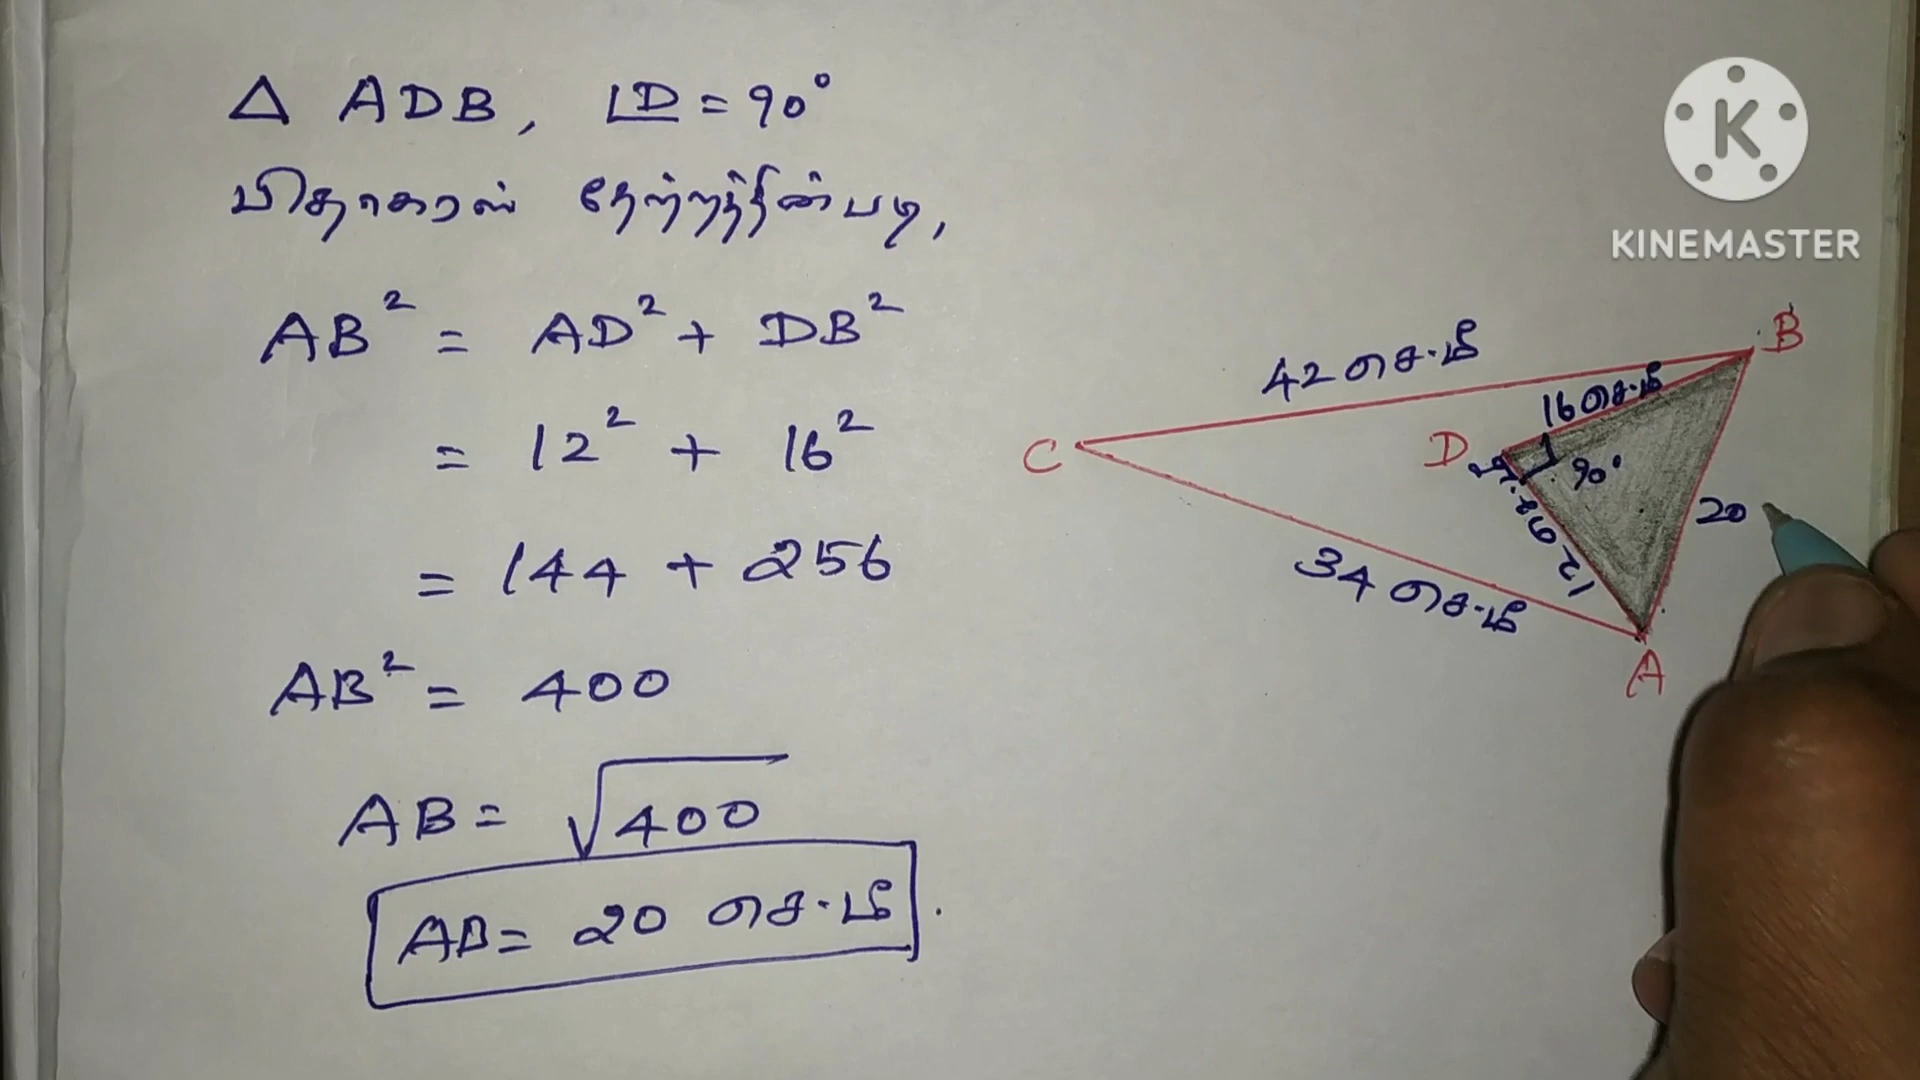 △ ADB, ∠D = 90°
பிதாகரஸ் தேற்றத்தின்படி,
AB² = AD² + DB²
= 12² + 16²
= 144 + 256
AB² = 400
AB = √400
AB = 20 செ.மீ.
K
KINEMASTER
B
42 செ.மீ
16 செ.மீ
C
D
90°
20
12 செ.மீ
34 செ.மீ
A